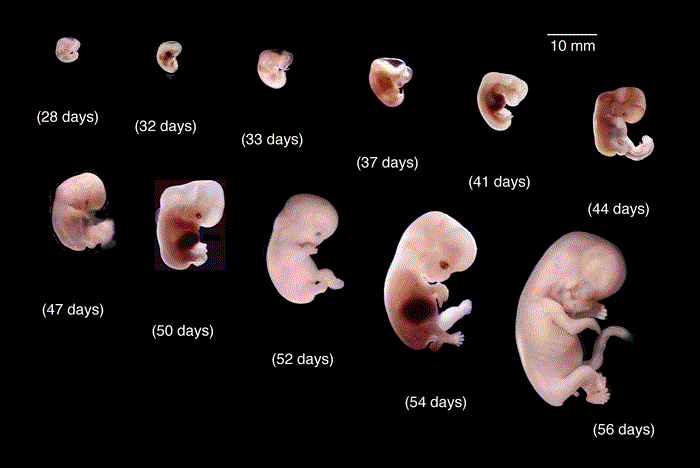 10 mm
(28 days)
(32 days)
(33 days)
(37 days)
(41 days)
(44 days)
(47 days)
(50 days)
(52 days)
(54 days)
(56 days)